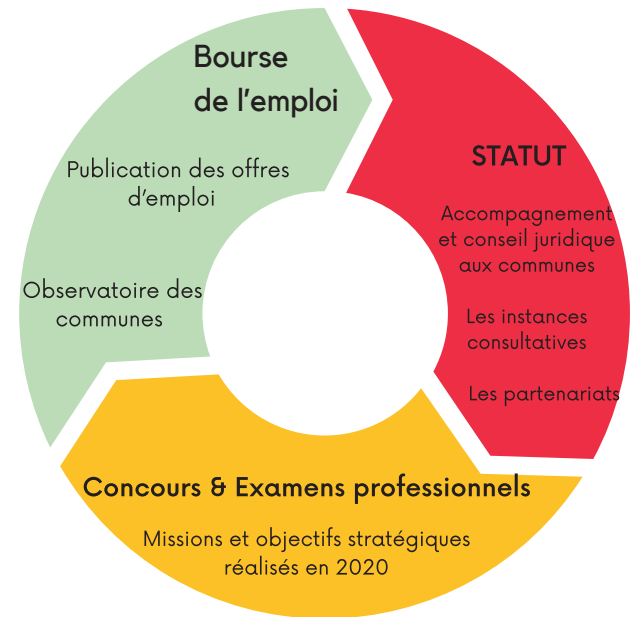 Bourse
de l'emploi
Publication des offres
d'emploi
Observatoire des
communes
STATUT
Accompagnement
et conseil juridique
aux communes
Les instances
consultatives
Les partenariats
Concours & Examens professionnels
Missions et objectifs stratégiques
réalisés en 2020